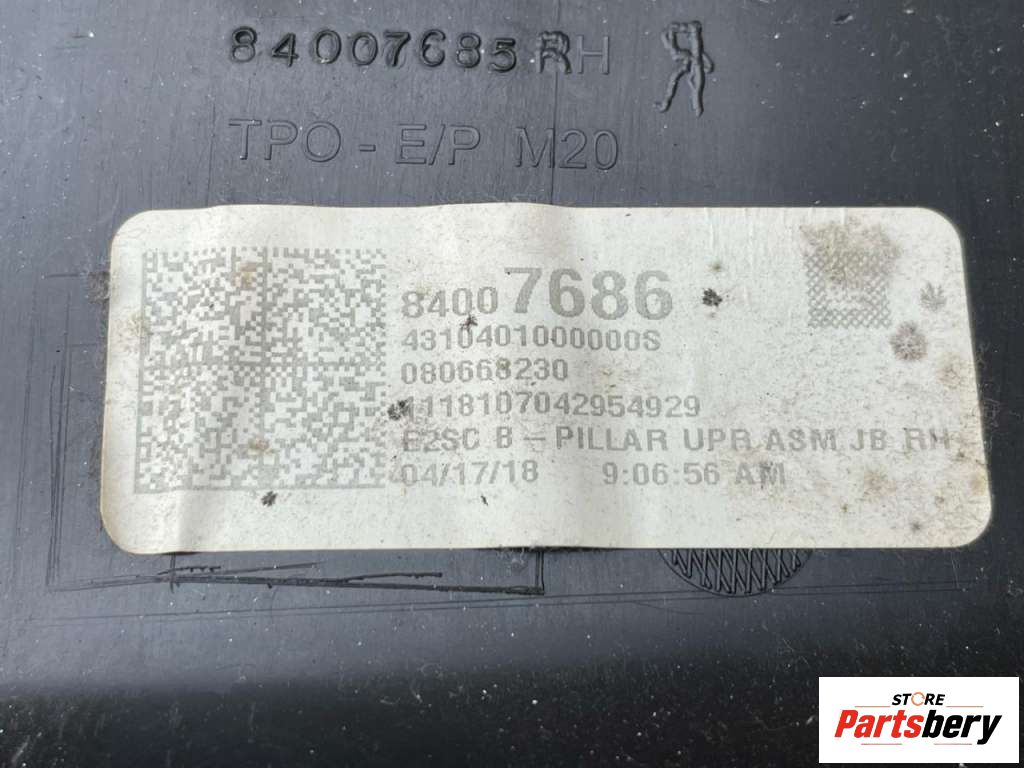 84007685 RH
TPO - E/P M20
84007686
4310401000000S
080668230
1118107042954929
E2SC B - PILLAR UPR ASM JB RH
04/17/18 9:06:56 AM
STORE
Partsbery